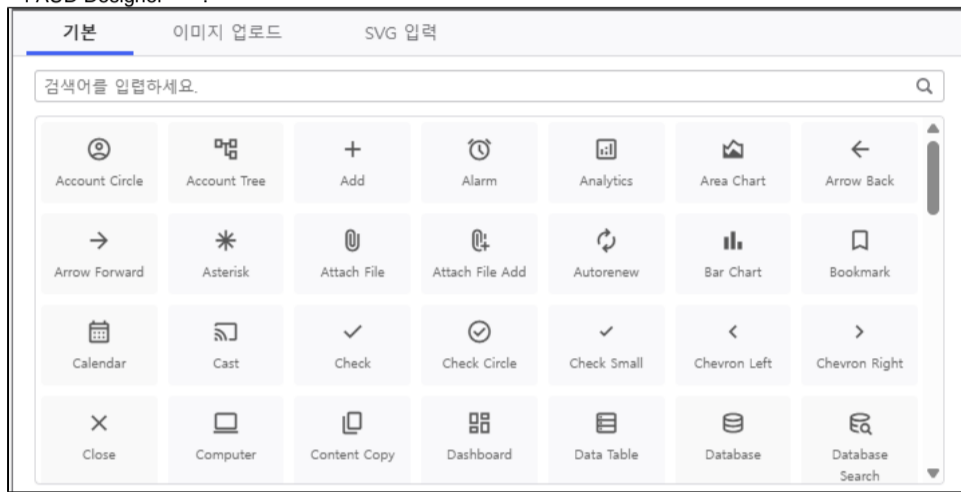 AUD Designer
기본 이미지 업로드 SVG 입력
검색어를 입렵하세요.
Account Circle Account Tree Add Alarm Analytics Area Chart Arrow Back
Arrow Forward Asterisk Attach File Attach File Add Autorenew Bar Chart Bookmark
Calendar Cast Check Check Circle Check Small Chevron Left Chevron Right
Close Computer Content Copy Dashboard Data Table Database Database
Search